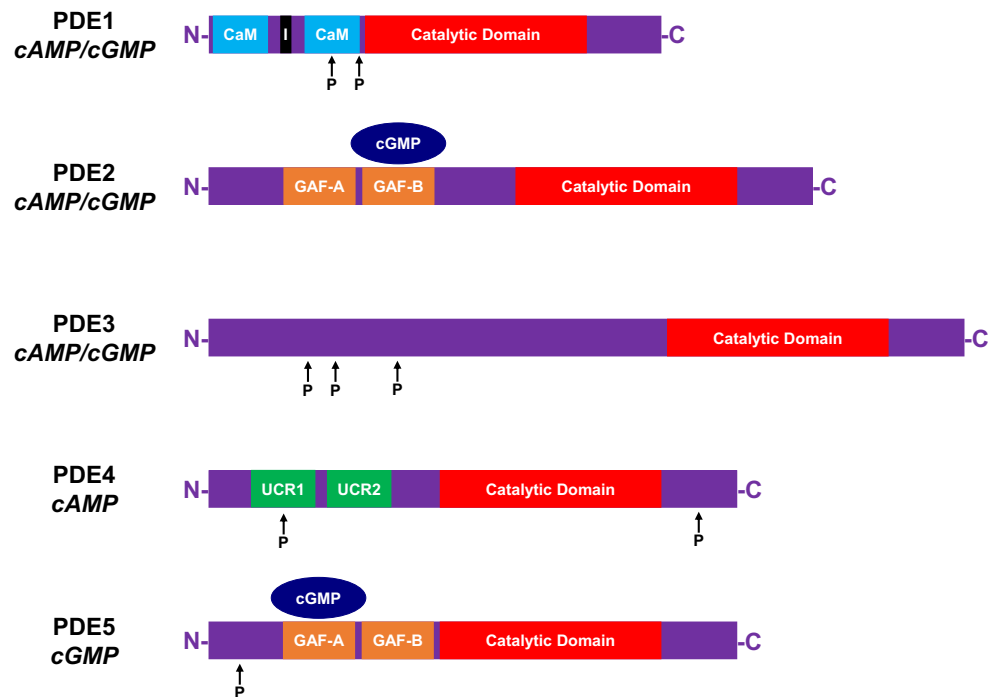 PDE1
cAMP/cGMP
N- CaM I CaM Catalytic Domain -C
P P
cGMP
PDE2
cAMP/cGMP
N- GAF-A GAF-B Catalytic Domain -C
PDE3
cAMP/cGMP
N- Catalytic Domain -C
P P P
PDE4
cAMP
N- UCR1 UCR2 Catalytic Domain -C
P P
cGMP
PDE5
cGMP
N- GAF-A GAF-B Catalytic Domain -C
P